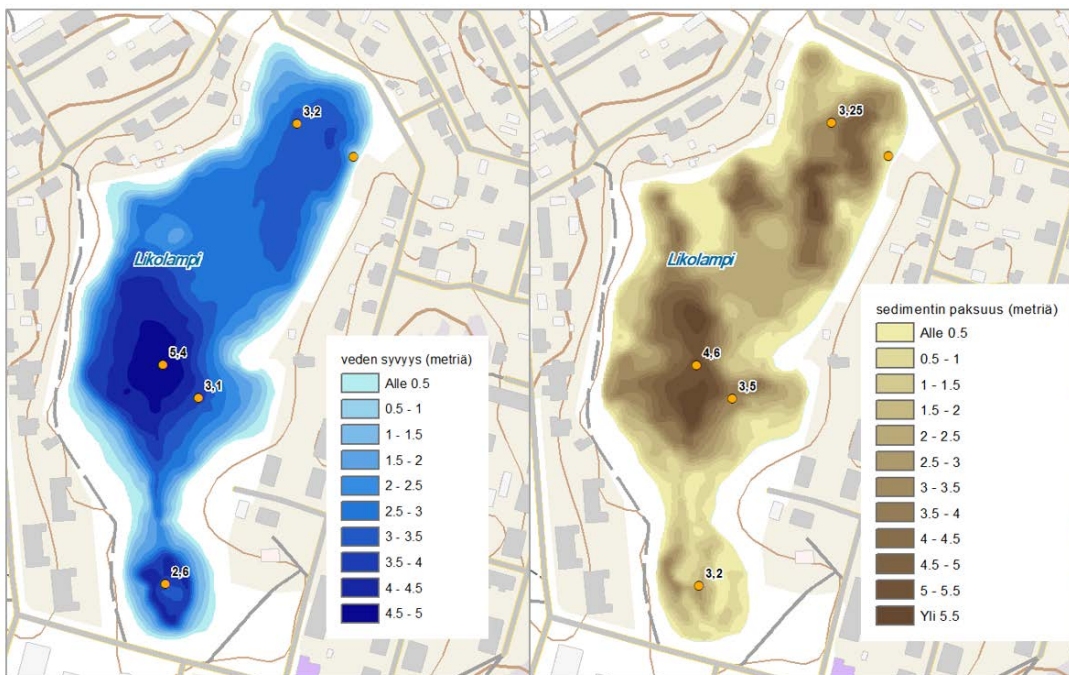 3,2
Likolampi
5,4
3,1
2,6
veden syvyys (metriä)
Alle 0.5
0.5 - 1
1 - 1.5
1.5 - 2
2 - 2.5
2.5 - 3
3 - 3.5
3.5 - 4
4 - 4.5
4.5 - 5
3,25
Likolampi
4,6
3,5
3,2
sedimentin paksuus (metriä)
Alle 0.5
0.5 - 1
1 - 1.5
1.5 - 2
2 - 2.5
2.5 - 3
3 - 3.5
3.5 - 4
4 - 4.5
4.5 - 5
5 - 5.5
Yli 5.5